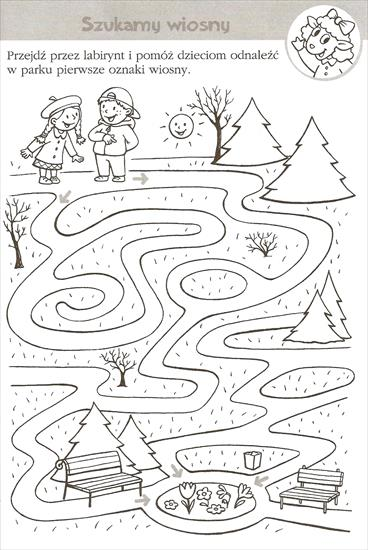 Szukamy wiosny
Przejdź przez labirynt i pomóż dzieciom odnaleźć
w parku pierwsze oznaki wiosny.